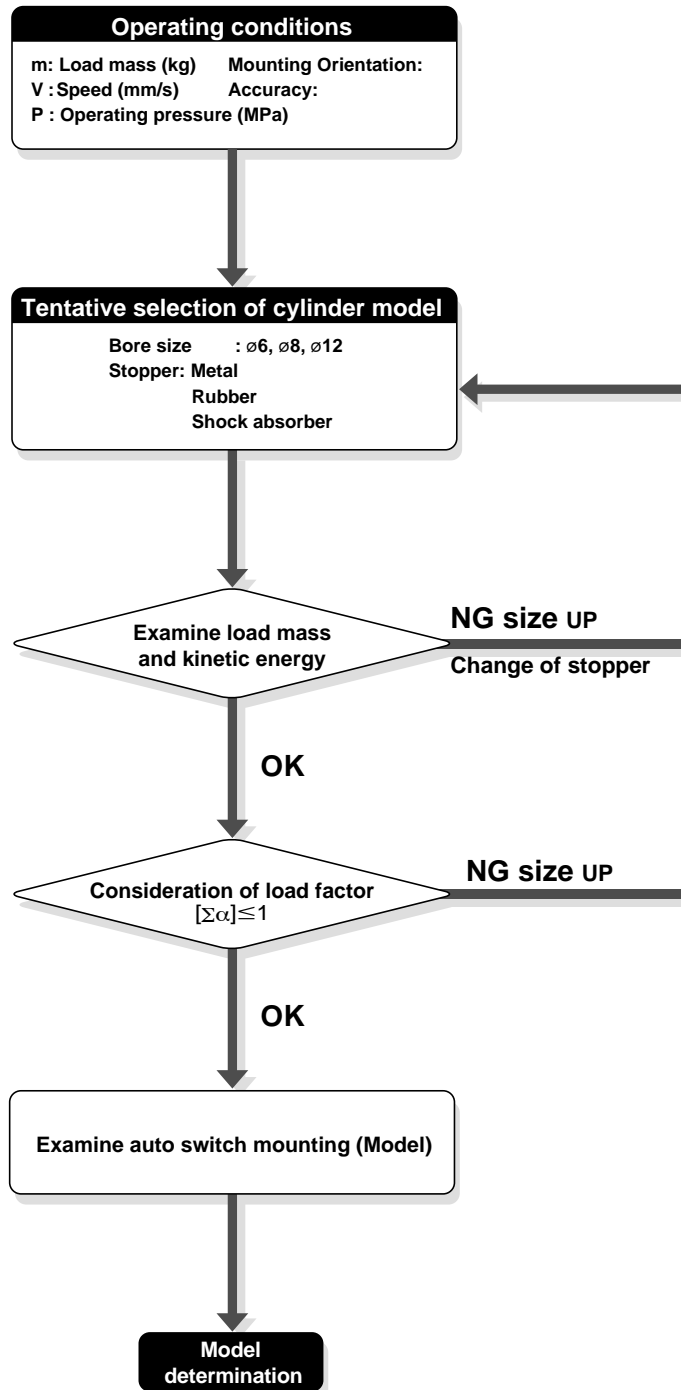 Operating conditions
m: Load mass (kg) Mounting Orientation:
V : Speed (mm/s) Accuracy:
P : Operating pressure (MPa)
Tentative selection of cylinder model
Bore size : ø6, ø8, ø12
Stopper: Metal
Rubber
Shock absorber
Examine load mass
and kinetic energy
NG size UP
Change of stopper
OK
Consideration of load factor
[Σα]≦1
NG size UP
OK
Examine auto switch mounting (Model)
Model
determination